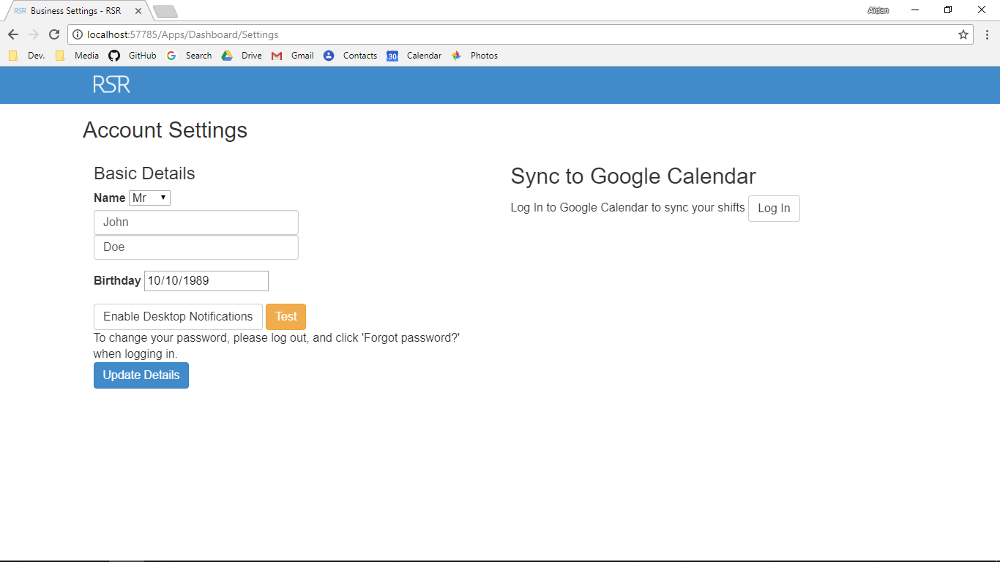 RSR Business Settings - RSR
Aidan
localhost:57785/Apps/Dashboard/Settings
Dev. Media GitHub Search Drive Gmail 30 Calendar Contacts Photos
RSR
Account Settings
Basic Details
Name Mr
John
Doe
Birthday 10/10/1989
Enable Desktop Notifications Test
To change your password, please log out, and click 'Forgot password?'
when logging in.
Update Details
Sync to Google Calendar
Log In to Google Calendar to sync your shifts Log In